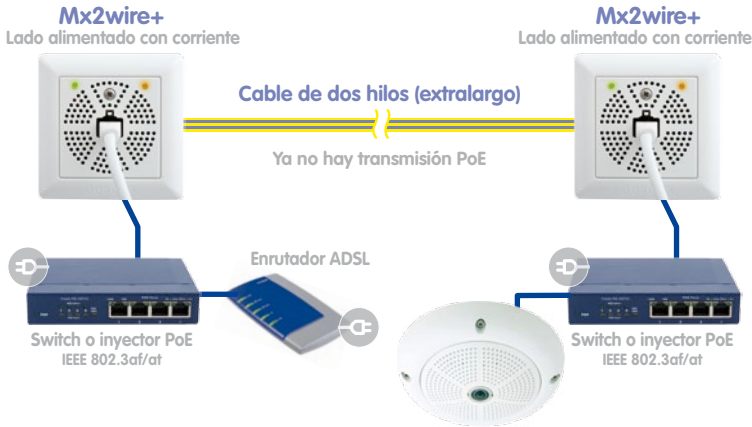 Mx2wire+
Lado alimentado con corriente
Mx2wire+
Lado alimentado con corriente
Cable de dos hilos (extralargo)
Ya no hay transmisión PoE
Enrutador ADSL
Switch o inyector PoE
IEEE 802.3af/at
Switch o inyector PoE
IEEE 802.3af/at